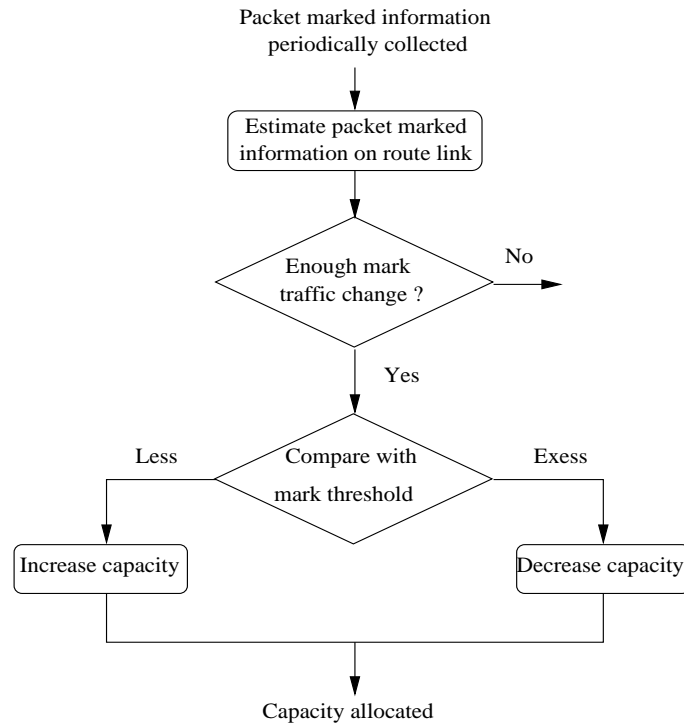 Packet marked information
periodically collected
Estimate packet marked
information on route link
Enough mark
traffic change ?
No
Yes
Less
Compare with
mark threshold
Exess
Increase capacity
Decrease capacity
Capacity allocated